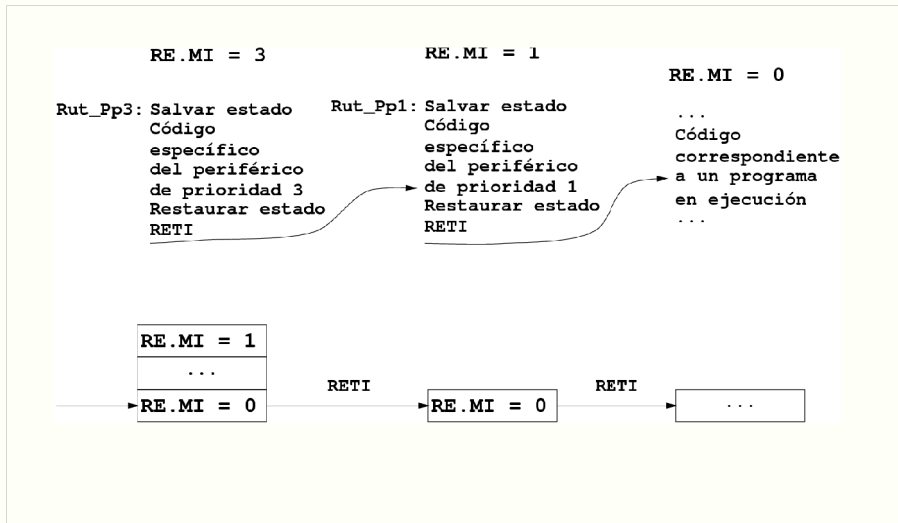 RE.MI = 3
Rut_Pp3: Salvar estado
Código
específico
del periférico
de prioridad 3
Restaurar estado
RETI
RE.MI = 1
Rut_Pp1: Salvar estado
Código
específico
del periférico
de prioridad 1
Restaurar estado
RETI
RE.MI = 0
...
Código
correspondiente
a un programa
en ejecución
...
RE.MI = 1
...
RE.MI = 0
RETI
RE.MI = 0
RETI
...